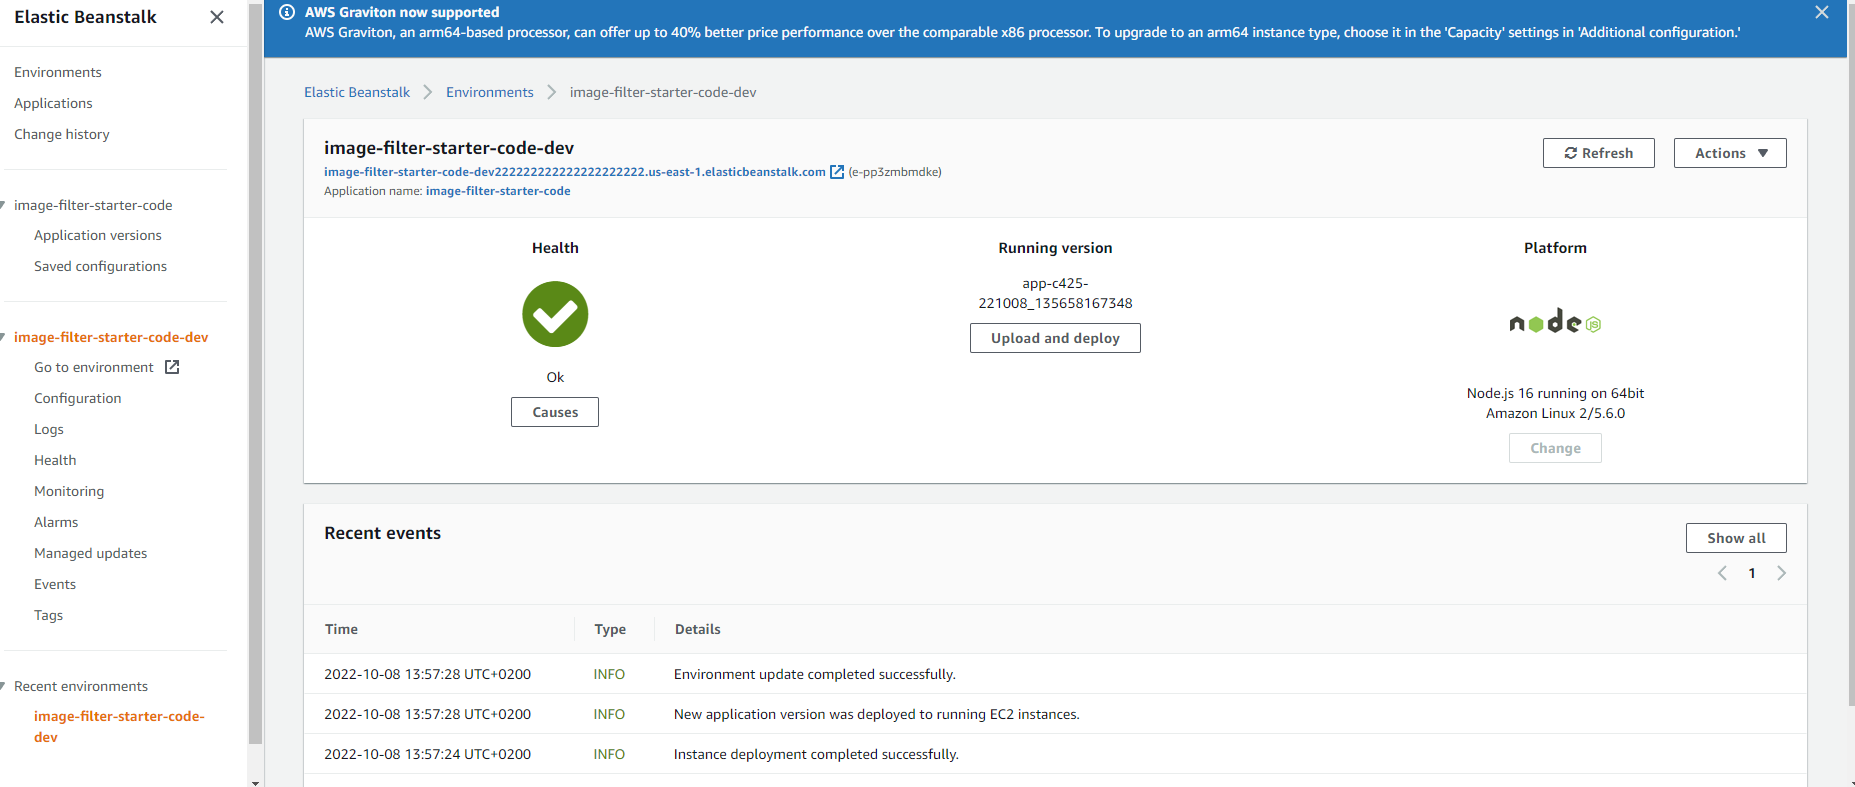 Elastic Beanstalk
Environments
Applications
Change history
image-filter-starter-code
Application versions
Saved configurations
image-filter-starter-code-dev
Go to environment
Configuration
Logs
Health
Monitoring
Alarms
Managed updates
Events
Tags
Recent environments
image-filter-starter-code-
dev
AWS Graviton now supported
AWS Graviton, an arm64-based processor, can offer up to 40% better price performance over the comparable x86 processor. To upgrade to an arm64 instance type, choose it in the 'Capacity' settings in 'Additional configuration.'
Elastic Beanstalk Environments image-filter-starter-code-dev
image-filter-starter-code-dev
Refresh Actions
image-filter-starter-code-dev222222222222222222222.us-east-1.elasticbeanstalk.com (e-pp3zmbmdke)
Application name: image-filter-starter-code
Health
Ok
Causes
Running version
app-c425-
221008_135658167348
Upload and deploy
Platform
node JS
Node.js 16 running on 64bit
Amazon Linux 2/5.6.0
Change
Recent events
Show all
1
Time Type Details
2022-10-08 13:57:28 UTC+0200 INFO Environment update completed successfully.
2022-10-08 13:57:28 UTC+0200 INFO New application version was deployed to running EC2 instances.
2022-10-08 13:57:24 UTC+0200 INFO Instance deployment completed successfully.